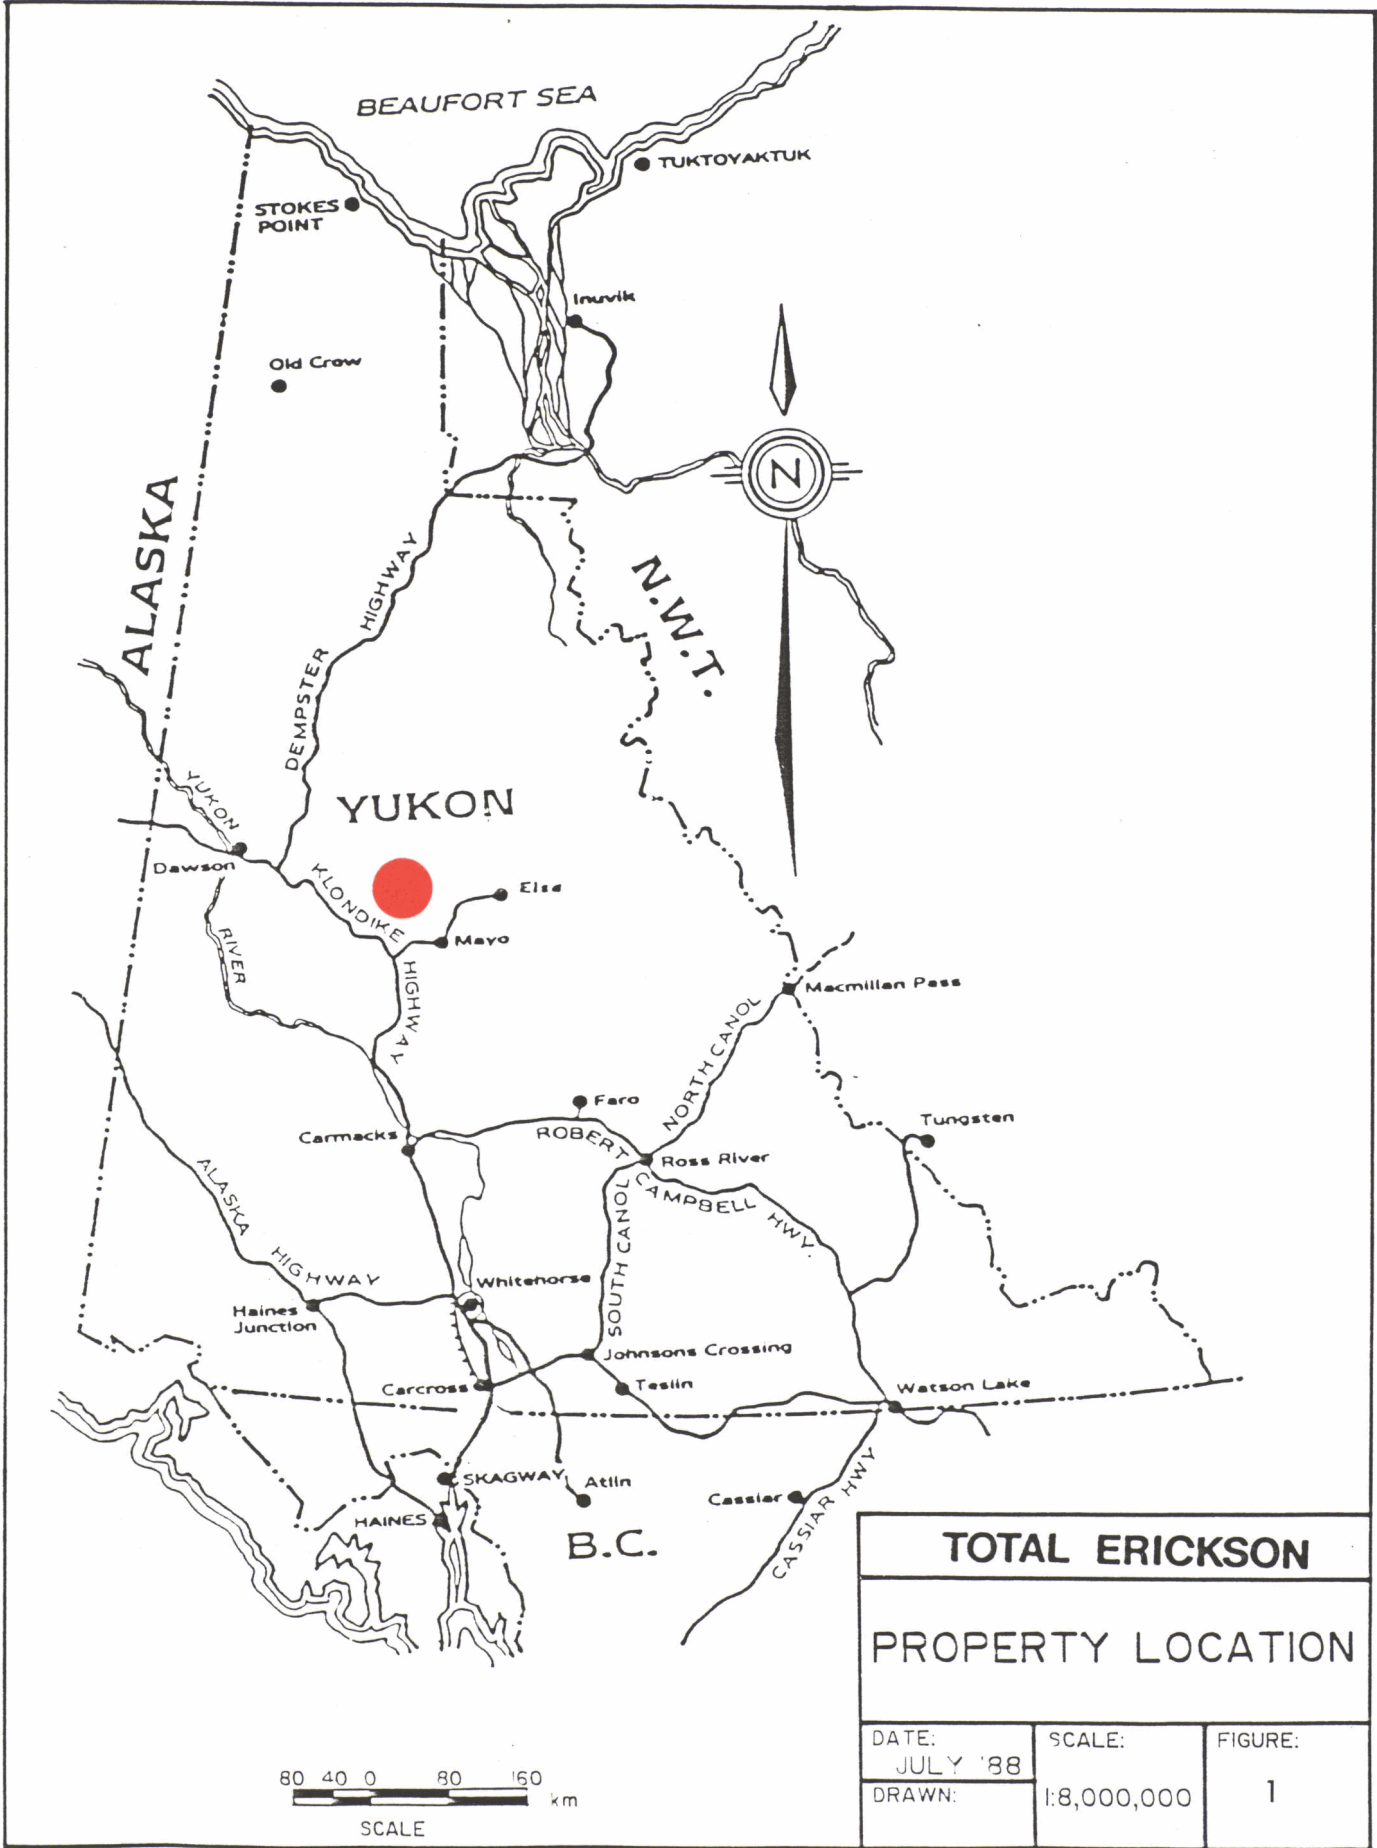 BEAUFORT SEA
TUKTOYAKTUK
STOKES
POINT
Inuvik
Old Crow
N
ALASKA
DEMPSTER HIGHWAY
N.W.T.
YUKON
YUKON
Dawson
KLONDIKE
Elsa
Mayo
RIVER
HIGHWAY
Macmillan Pass
NORTH CANOL
Faro
Tungsten
Carmacks
ROBERT
Ross River
CAMPBELL HWY.
ALASKA
HIGHWAY
SOUTH CANOL
Whitehorse
Haines
Junction
Johnsons Crossing
Carcross
Teslin
Watson Lake
SKAGWAY
Atlin
Cassiar
CASSIAR HWY
HAINES
B.C.
TOTAL ERICKSON
PROPERTY LOCATION
DATE:
JULY '88
SCALE:
1:8,000,000
FIGURE:
1
DRAWN:
80 40 0 80 160
km
SCALE